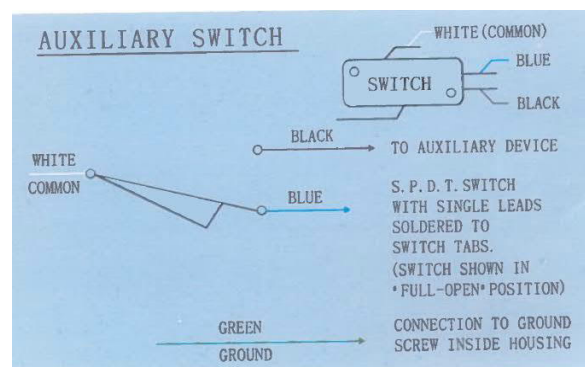 AUXILIARY SWITCH
WHITE (COMMON)
BLUE
SWITCH
BLACK
BLACK
TO AUXILIARY DEVICE
WHITE
COMMON
BLUE
S.P.D.T. SWITCH
WITH SINGLE LEADS
SOLDERED TO
SWITCH TABS.
(SWITCH SHOWN IN
"FULL-OPEN" POSITION)
GREEN
GROUND
CONNECTION TO GROUND
SCREW INSIDE HOUSING